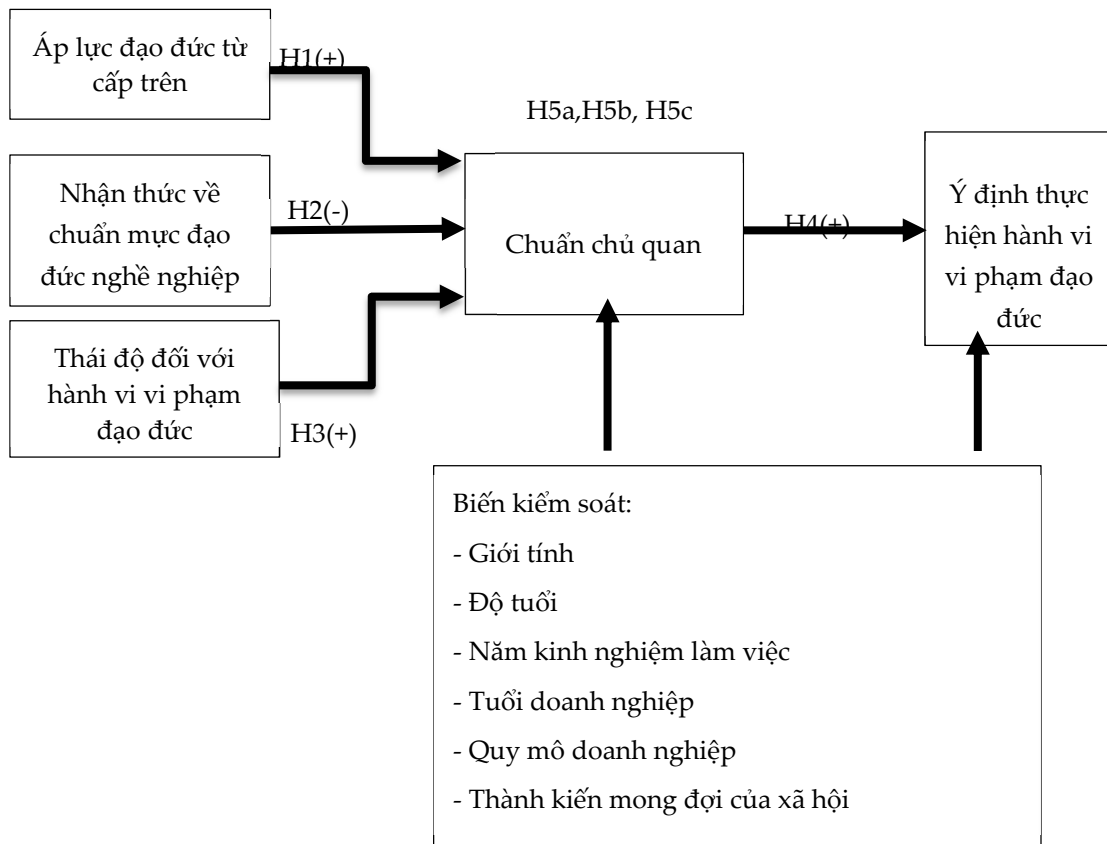 Áp lực đạo đức từ
cấp trên
H1(+)
H5a,H5b, H5c
Nhận thức về
chuẩn mực đạo
đức nghề nghiệp
H2(-)
Chuẩn chủ quan
H4(+)
Ý định thực
hiện hành vi
vi phạm đạo
đức
Thái độ đối với
hành vi vi phạm
đạo đức
H3(+)
Biến kiểm soát:
- Giới tính
- Độ tuổi
- Năm kinh nghiệm làm việc
- Tuổi doanh nghiệp
- Quy mô doanh nghiệp
- Thành kiến mong đợi của xã hội